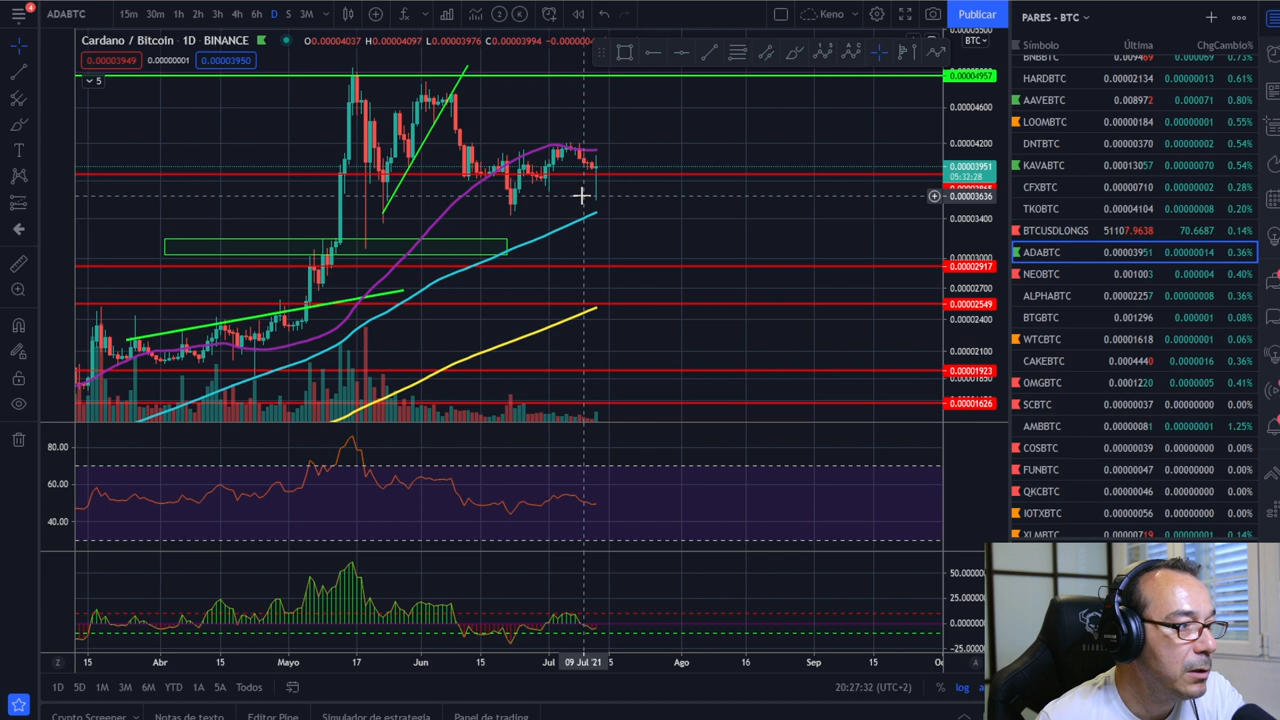 4
ADABTC
15m 30m 1h 2h 3h 4h 6h D S 3M
2 K
Keno
Publicar
Cardano / Bitcoin · 1D · BINANCE
O0.00004037 H0.00004097 L0.00003976 C0.00003994
0.00003949 0.00000001 0.00003950
5
BTC
0.00004957
0.00004600
0.00004200
0.00003951
05:32:28
0.00003636
0.00003400
0.00003000
0.00002917
0.00002700
0.00002549
0.00002400
0.00002100
0.00001923
0.00001626
80.00
60.00
40.00
15 Abr 15 Mayo 17 Jun 15 Jul 09 Jul '21 5 Ago 16 Sep 15
Z
A
1D 5D 1M 3M 6M YTD 1A 5A Todos
20:27:32 (UTC+2)
% log
Crypto Screener Notas de texto Editor Pine Simulador de estrategia Panel de trading
PARES - BTC
Símbolo Última ChgCambio%
BNBBTC 0.009469 0.000069 0.73%
HARDBTC 0.00002134 0.00000013 0.61%
AAVEBTC 0.008972 0.000071 0.80%
LOOMBTC 0.00000184 0.00000001 0.55%
DNTBTC 0.00000370 0.00000002 0.54%
KAVABTC 0.00013057 0.00000070 0.54%
CFXBTC 0.00000710 0.00000002 0.28%
TKOBTC 0.00004104 0.00000008 0.20%
BTCUSDLONGS 51107.9638 70.6687 0.14%
ADABTC 0.00003951 0.00000014 0.36%
NEOBTC 0.001003 0.000004 0.40%
ALPHABTC 0.00002257 0.00000008 0.36%
BTGBTC 0.001296 0.00001 0.08%
WTCBTC 0.00001618 0.00000001 0.06%
CAKEBTC 0.0004440 0.0000016 0.36%
OMGBTC 0.0001220 0.0000005 0.41%
SCBTC 0.00000037 0.00000000 0.00%
AMBBTC 0.00000081 0.00000001 1.25%
COSBTC 0.00000039 0.00000000 0.00%
FUNBTC 0.00000047 0.00000000 0.00%
QKCBTC 0.00000046 0.00000000 0.00%
IOTXBTC 0.00000056 0.00000000 0.00%
XLMBTC 0.00000719 0.00000001 0.14%